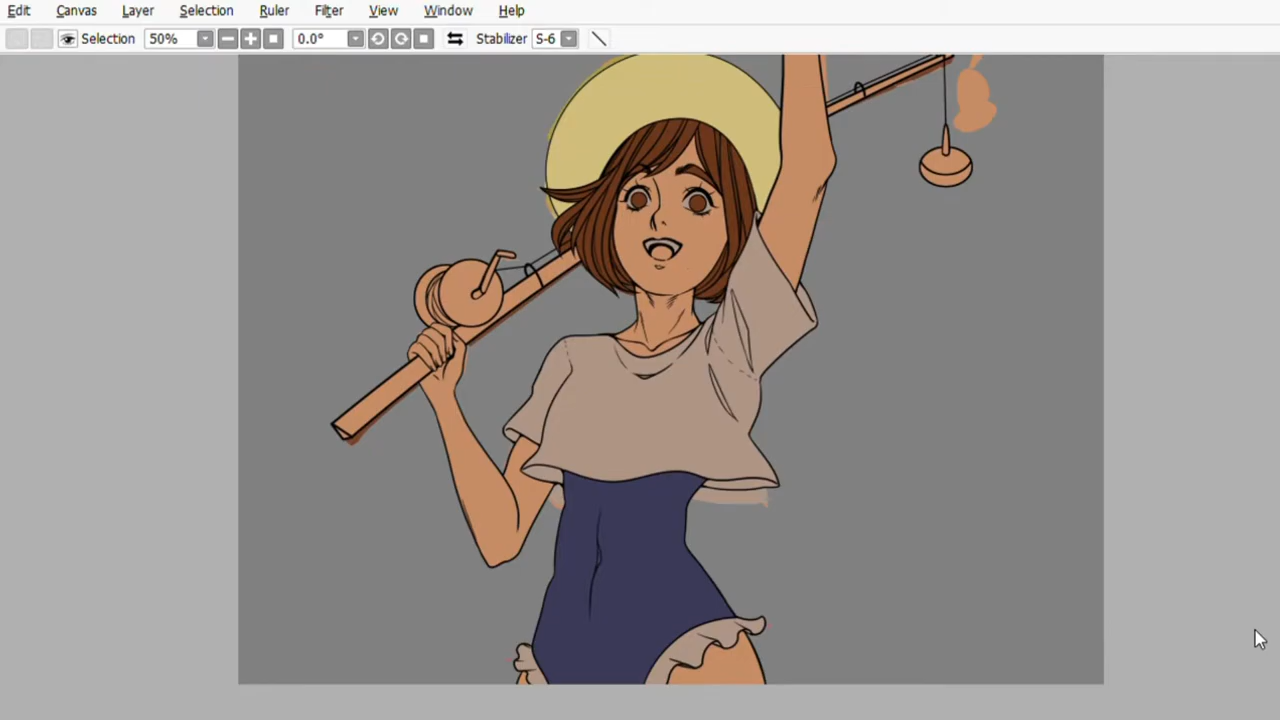 Edit Canvas Layer Selection Ruler Filter View Window Help
Selection 50% 0.0° Stabilizer S-6